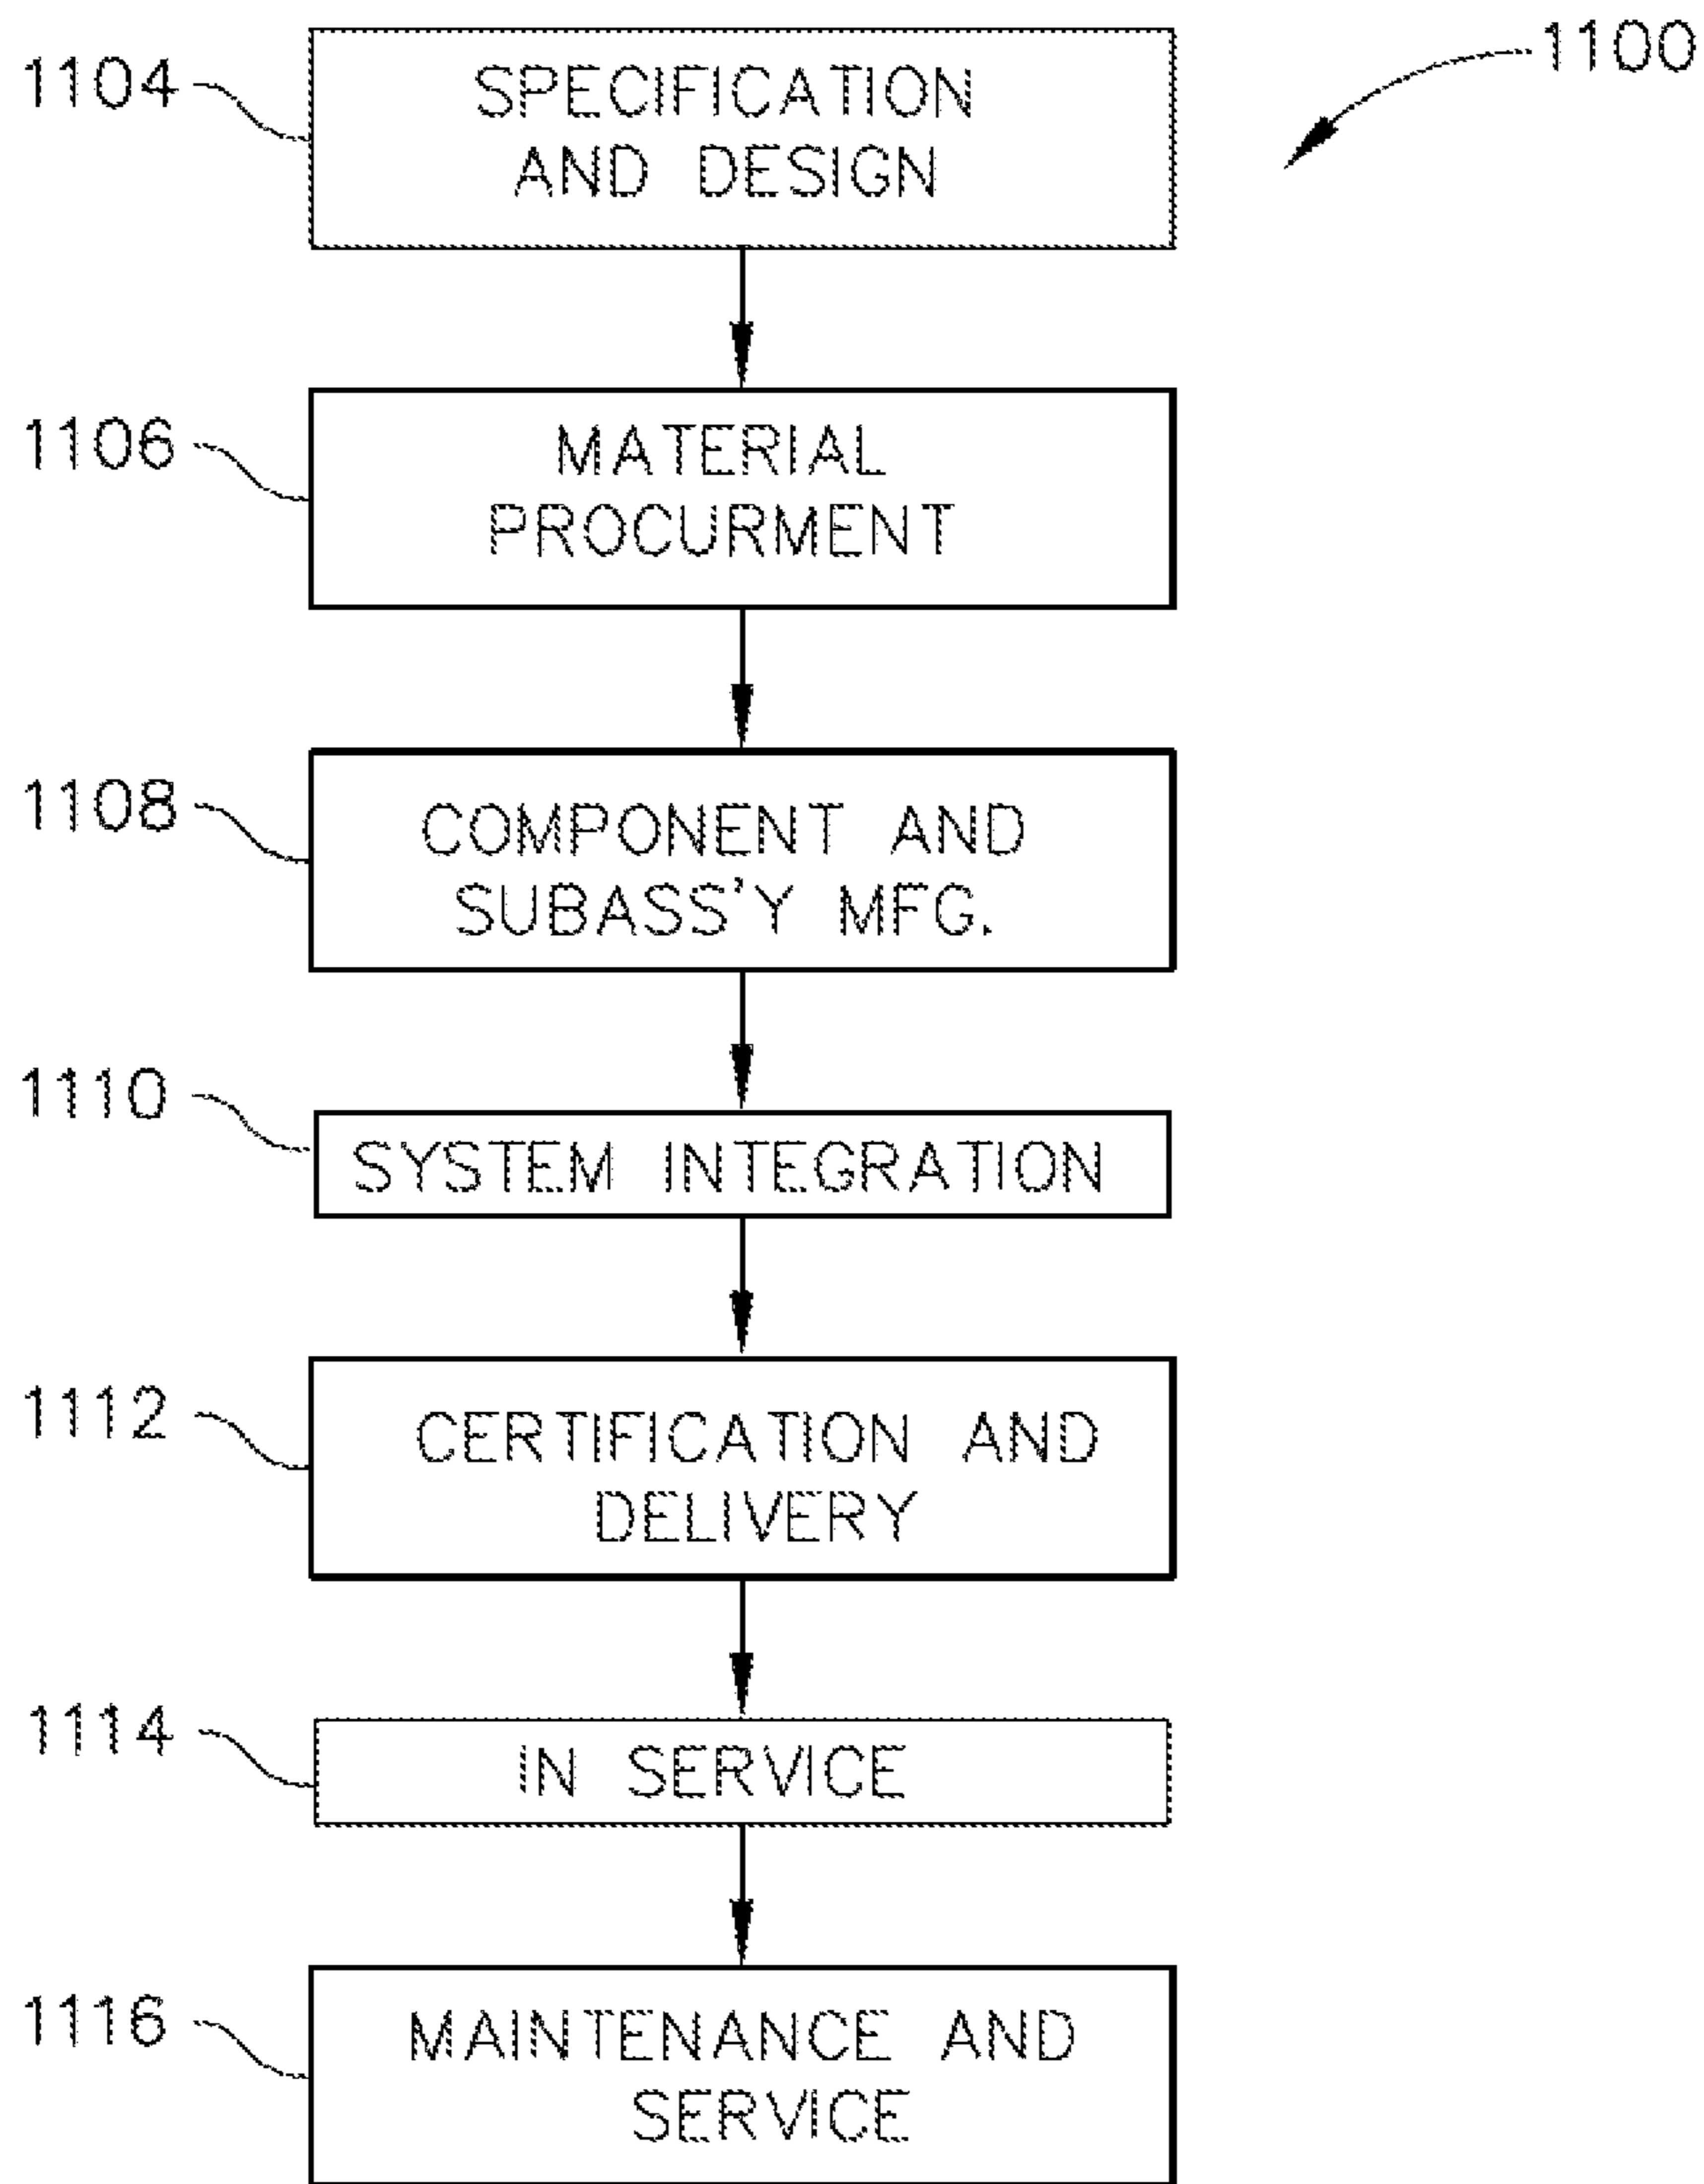 1100
1104
SPECIFICATION
AND DESIGN
1106
MATERIAL
PROCURMENT
1108
COMPONENT AND
SUBASS'Y MFG.
1110
SYSTEM INTEGRATION
1112
CERTIFICATION AND
DELIVERY
1114
IN SERVICE
1116
MAINTENANCE AND
SERVICE